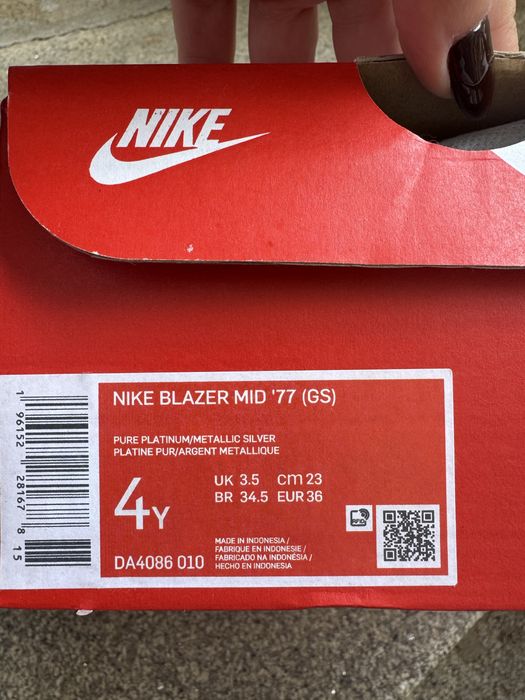 NIKE
NIKE BLAZER MID '77 (GS)
PURE PLATINUM/METALLIC SILVER
PLATINE PUR/ARGENT METALLIQUE
4Y
UK 3.5 cm 23
BR 34.5 EUR 36
RFID
DA4086 010
MADE IN INDONESIA /
FABRIQUE EN INDONESIE /
FABRICADO NA INDONÉSIA /
HECHO EN INDONESIA
1 96152 28167 8 15